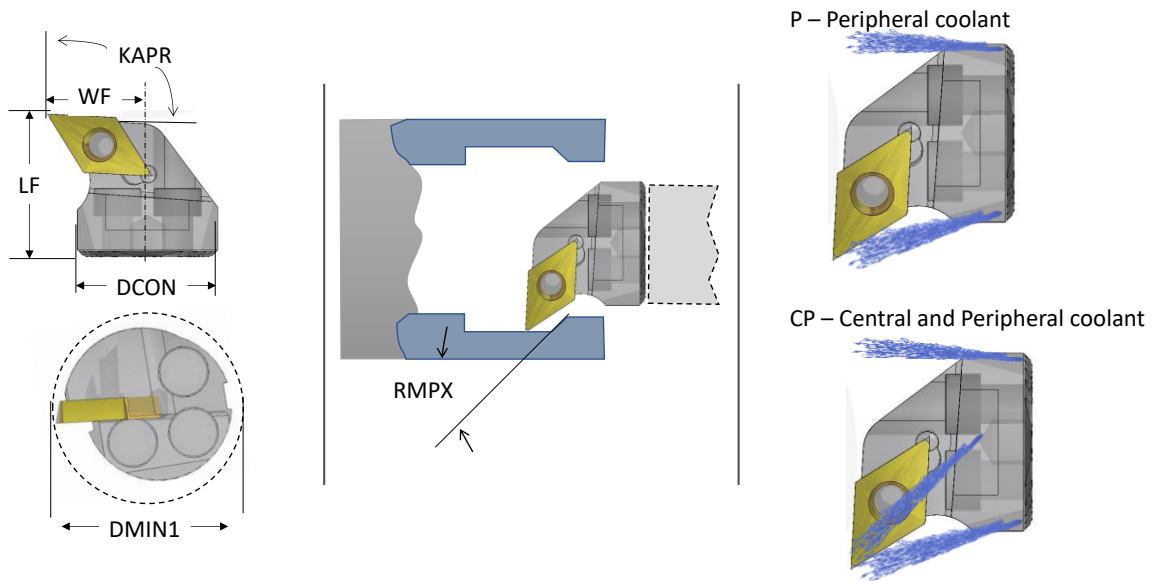 KAPR
WF
LF
DCON
DMIN1
RMPX
P – Peripheral coolant
CP – Central and Peripheral coolant